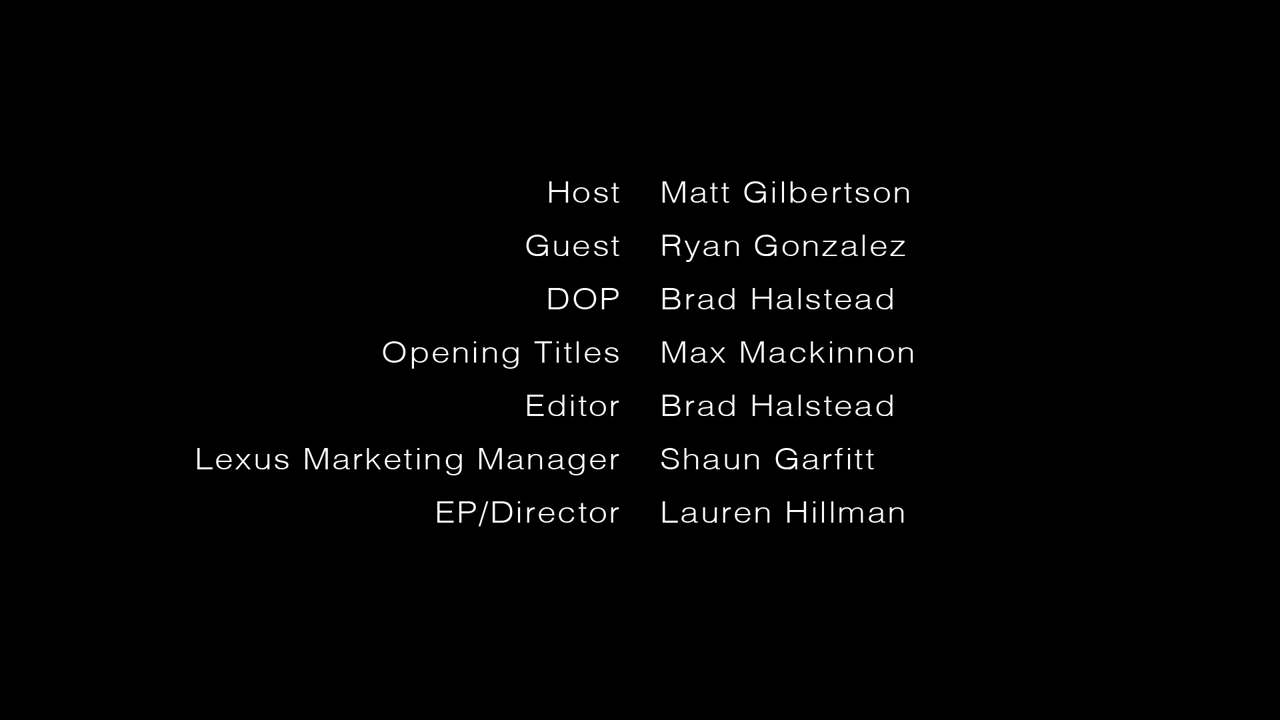 Host Matt Gilbertson
Guest Ryan Gonzalez
DOP Brad Halstead
Opening Titles Max Mackinnon
Editor Brad Halstead
Lexus Marketing Manager Shaun Garfitt
EP/Director Lauren Hillman